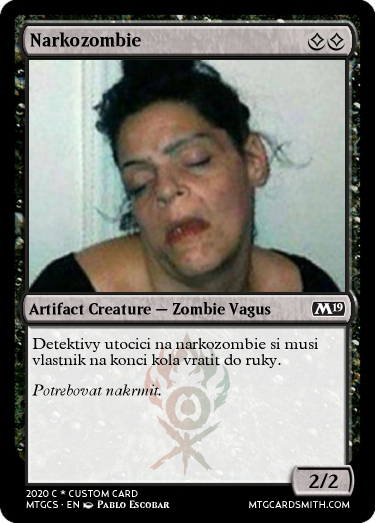 Narkozombie
Artifact Creature — Zombie Vagus
M19
Detektivy utocici na narkozombie si musi
vlastnik na konci kola vratit do ruky.
Potrebovat nakrmit.
2/2
2020 C * CUSTOM CARD
MTGCS · EN Pablo Escobar
MTGCARDSMITH.COM